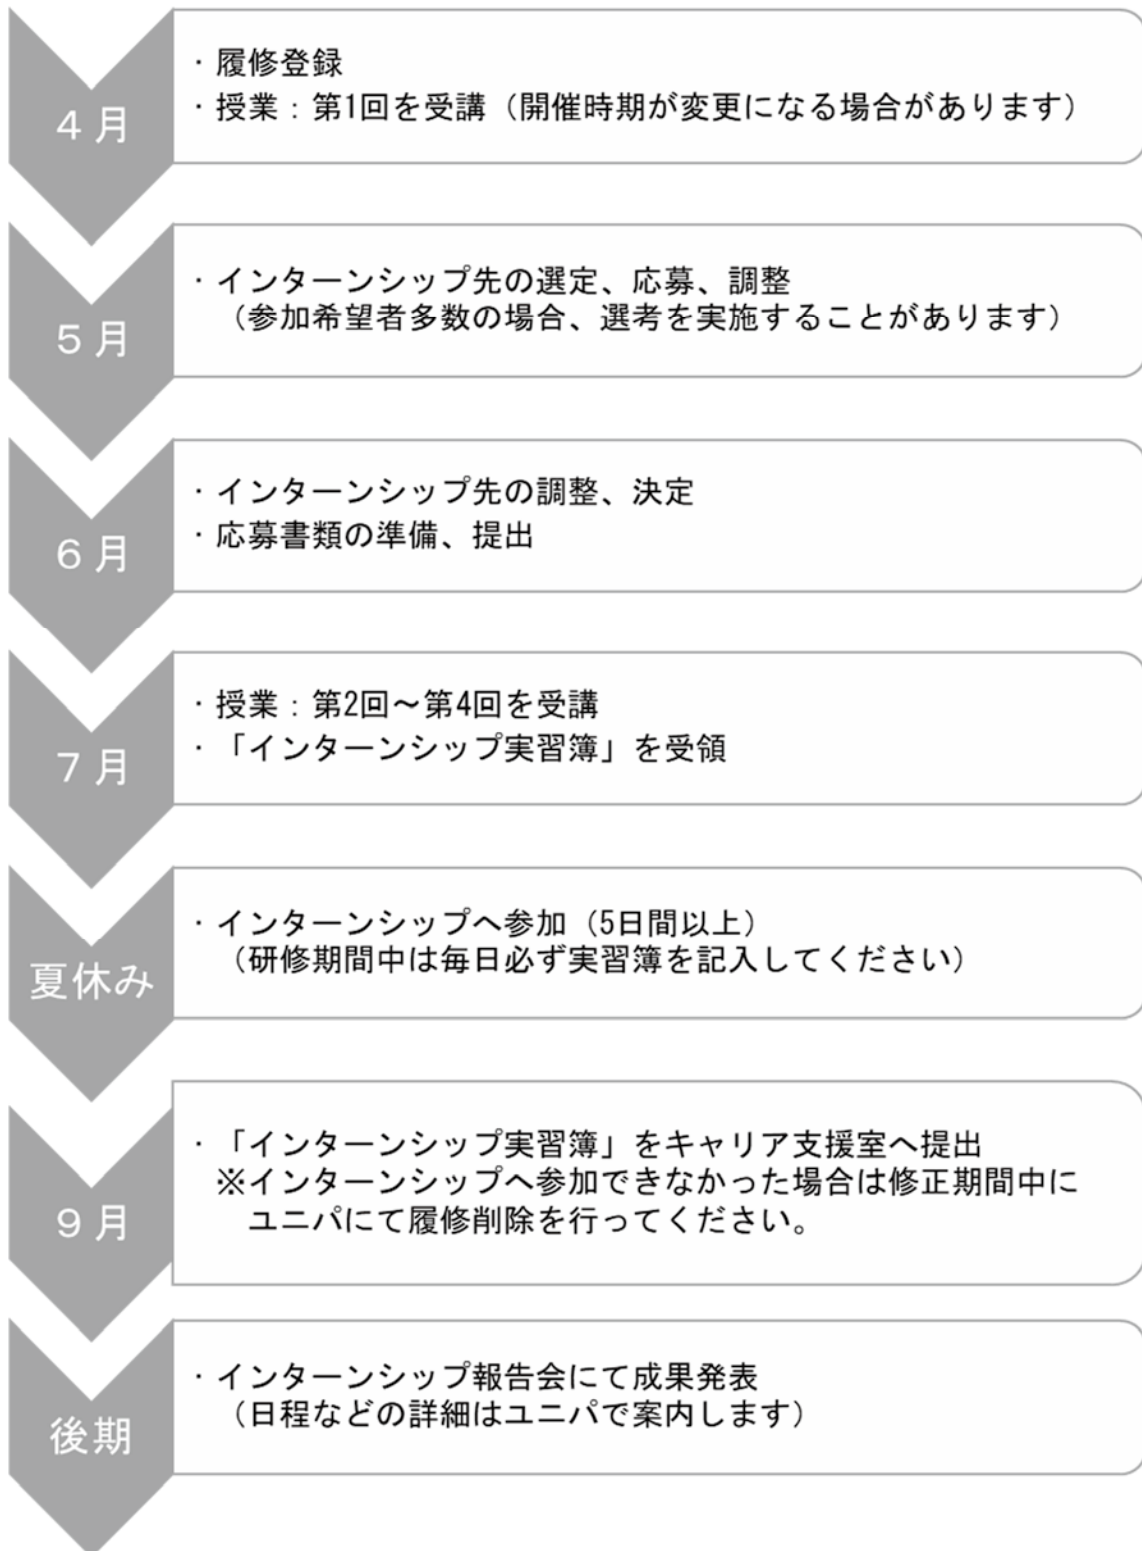 ４月
・履修登録
・授業：第1回を受講（開催時期が変更になる場合があります）
５月
・インターンシップ先の選定、応募、調整
（参加希望者多数の場合、選考を実施することがあります）
６月
・インターンシップ先の調整、決定
・応募書類の準備、提出
７月
・授業：第2回～第4回を受講
・「インターンシップ実習簿」を受領
夏休み
・インターンシップへ参加（5日間以上）
（研修期間中は毎日必ず実習簿を記入してください）
９月
・「インターンシップ実習簿」をキャリア支援室へ提出
※インターンシップへ参加できなかった場合は修正期間中に
ユニパにて履修削除を行ってください。
後期
・インターンシップ報告会にて成果発表
（日程などの詳細はユニパで案内します）